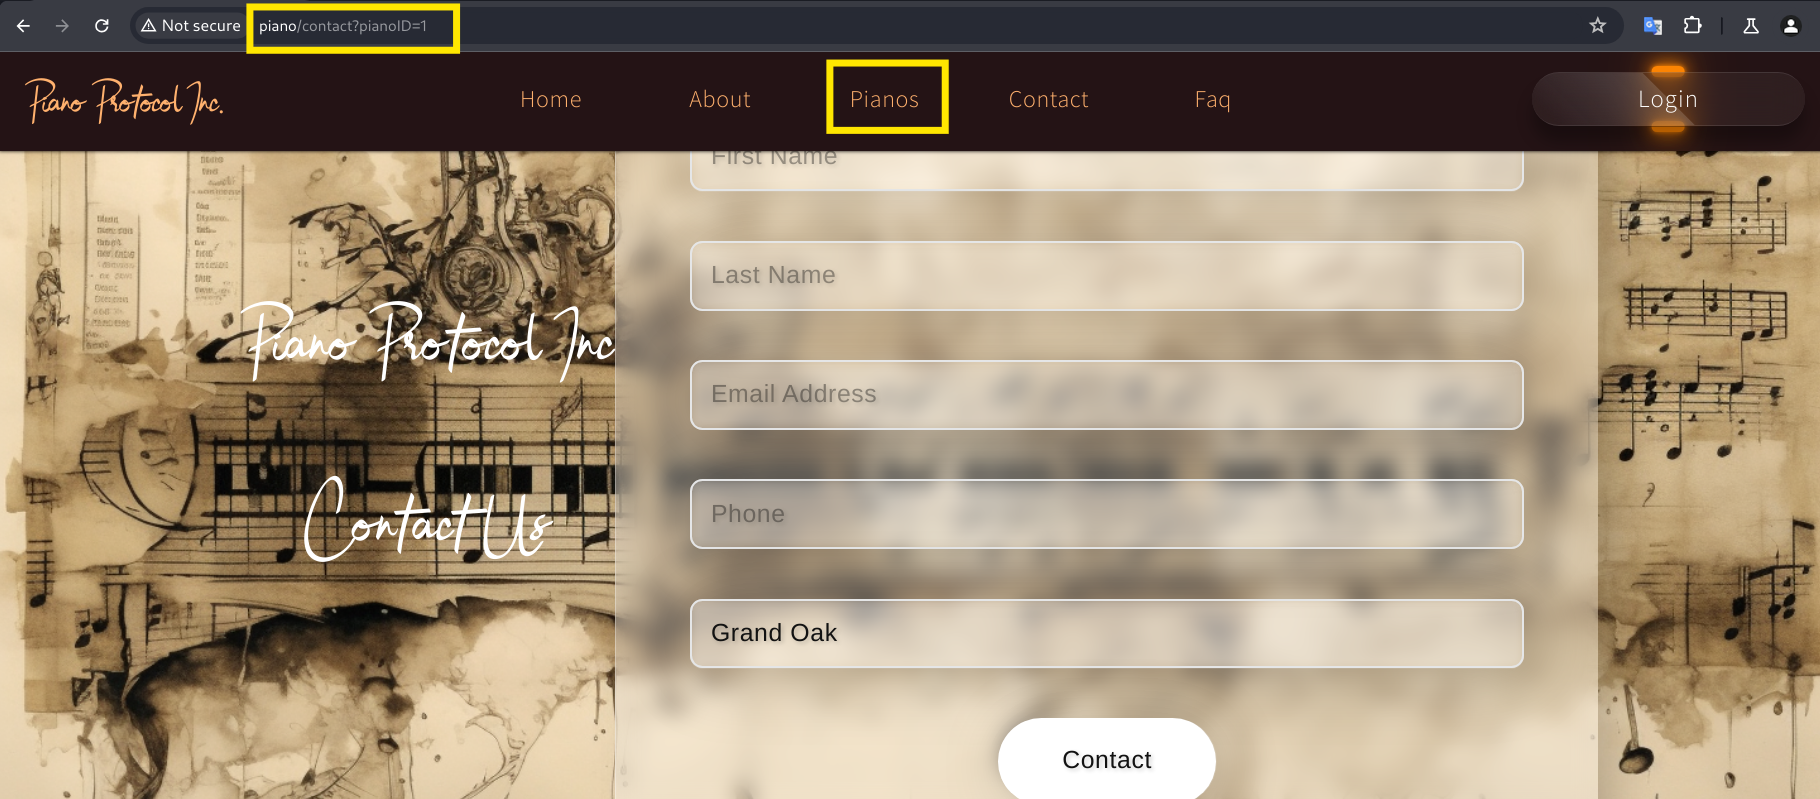 Not secure piano/contact?pianoID=1
Piano Protocol Inc.
Home About Pianos Contact Faq
Login
First Name
Last Name
Email Address
Phone
Grand Oak
Contact
Piano Protocol Inc
Contact Us